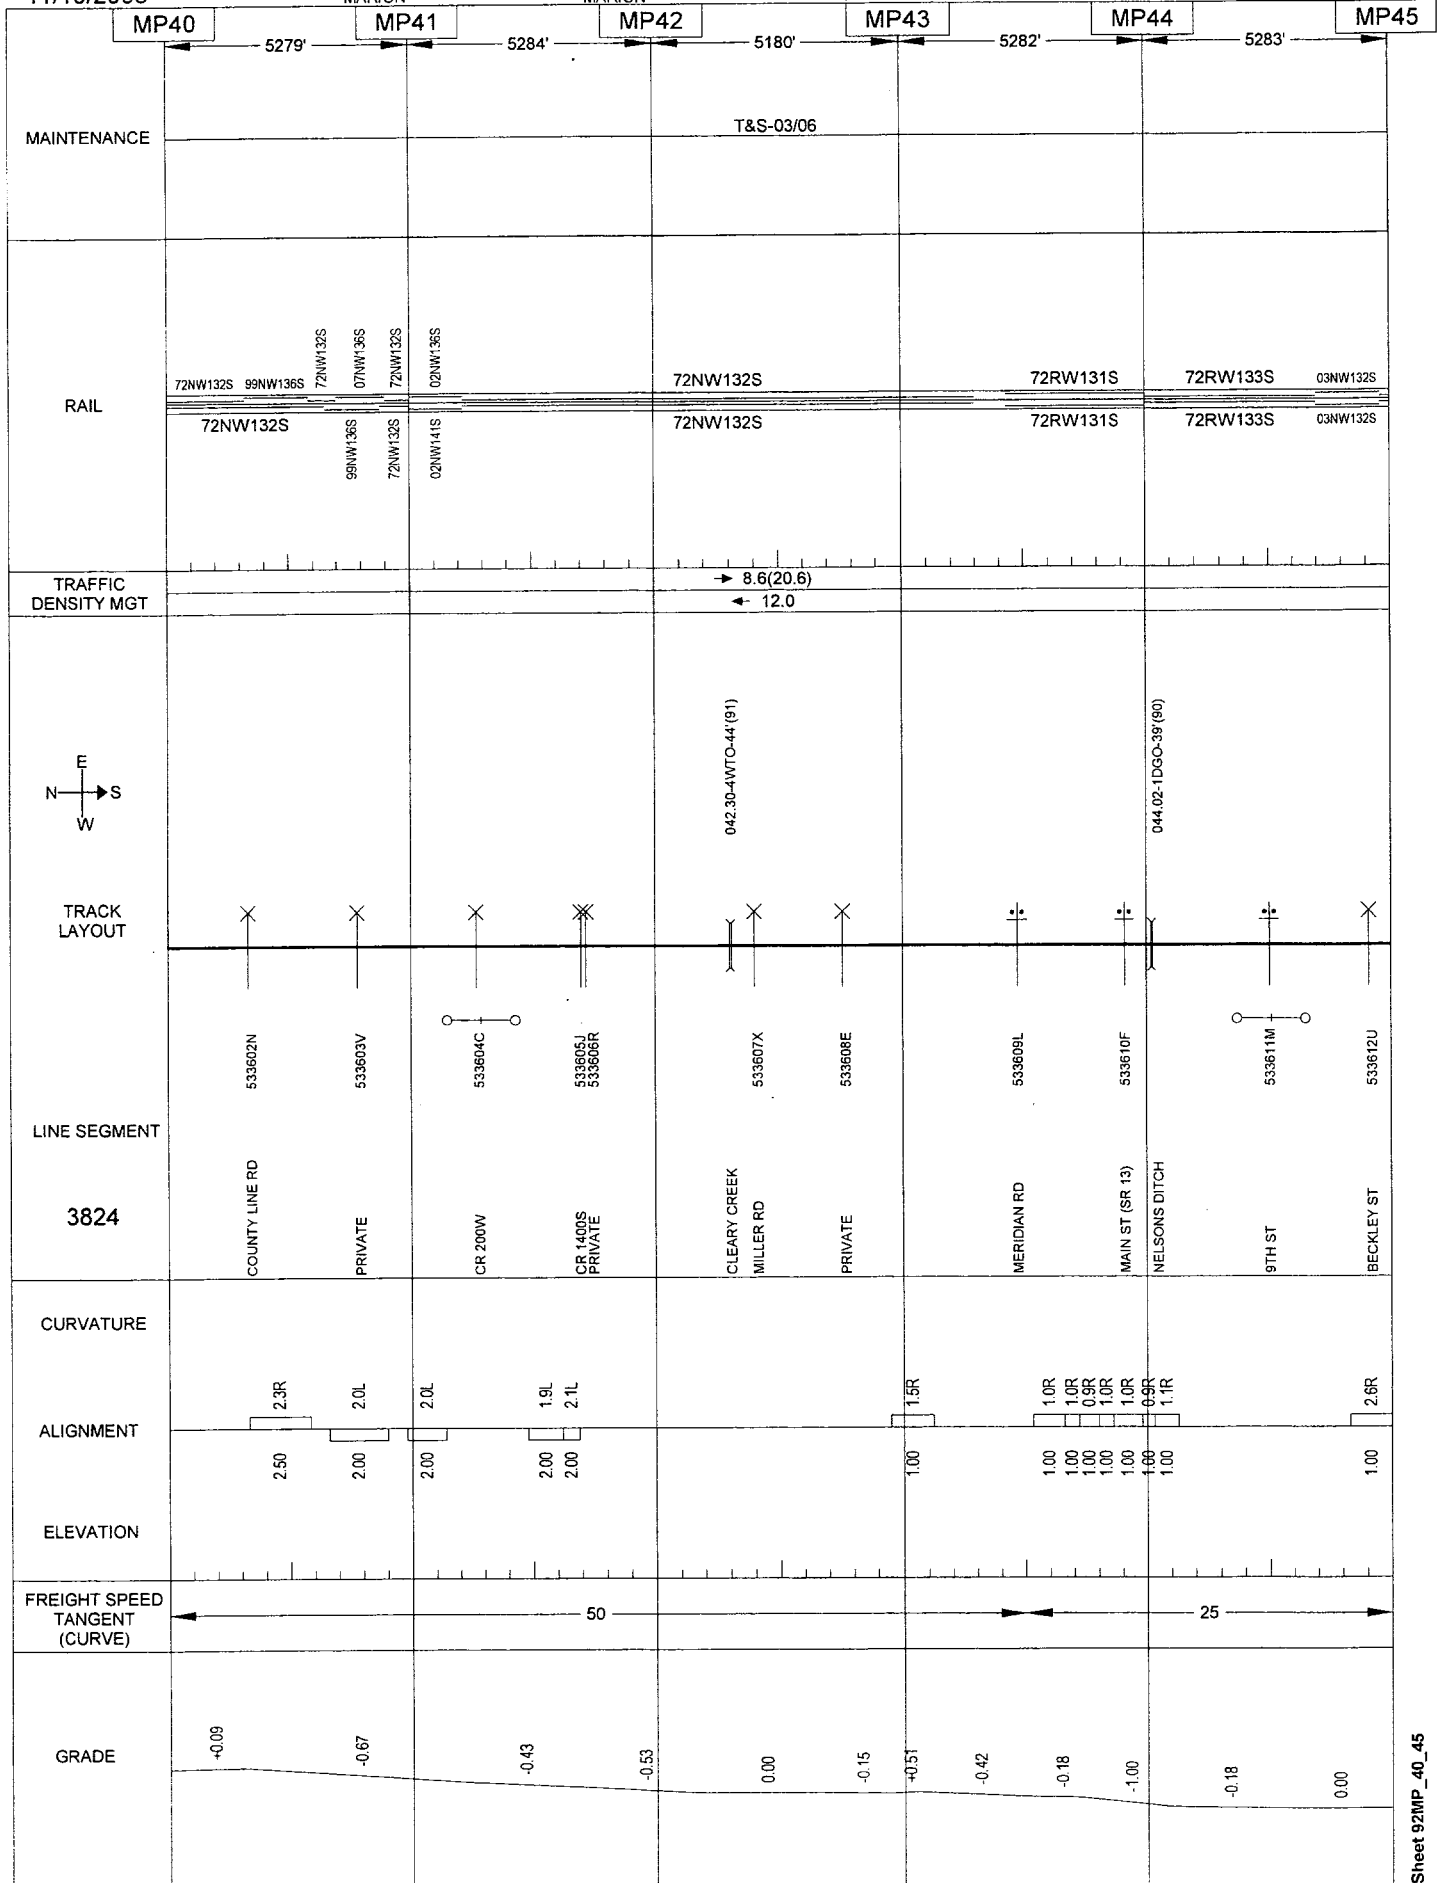 MP40 MP41 MP42 MP43 MP44 MP45
5279' 5284' 5180' 5282' 5283'
MAINTENANCE
T&S-03/06
RAIL
72NW132S 99NW136S 72NW132S 07NW136S 72NW132S 02NW136S 72NW132S 72RW131S 72RW133S 03NW132S
72NW132S 99NW136S 72NW132S 02NW141S 72NW132S 72RW131S 72RW133S 03NW132S
TRAFFIC
DENSITY MGT
→ 8.6(20.6)
← 12.0
042.30-4WTO-44'(91)
044.02-1DGO-39'(90)
E
N S
W
TRACK
LAYOUT
533602N
533603V
533604C
533605J
533606R
533607X
533608E
533609L
533610F
533611M
533612U
LINE SEGMENT
3824
COUNTY LINE RD
PRIVATE
CR 200W
CR 1400S
PRIVATE
CLEARY CREEK
MILLER RD
PRIVATE
MERIDIAN RD
MAIN ST (SR 13)
NELSONS DITCH
9TH ST
BECKLEY ST
CURVATURE
2.3R 2.0L 2.0L 1.9L 2.1L 1.5R 1.0R 1.0R 0.9R 1.0R 1.0R 0.9R 1.1R 2.6R
ALIGNMENT
2.50 2.00 2.00 2.00 2.00 1.00 1.00 1.00 1.00 1.00 1.00 1.00 1.00 1.00
ELEVATION
FREIGHT SPEED
TANGENT
(CURVE)
50 25
GRADE
+0.09 -0.67 -0.43 -0.53 0.00 -0.15 +0.51 -0.42 -0.18 -1.00 -0.18 0.00
Sheet 92MP_40_45